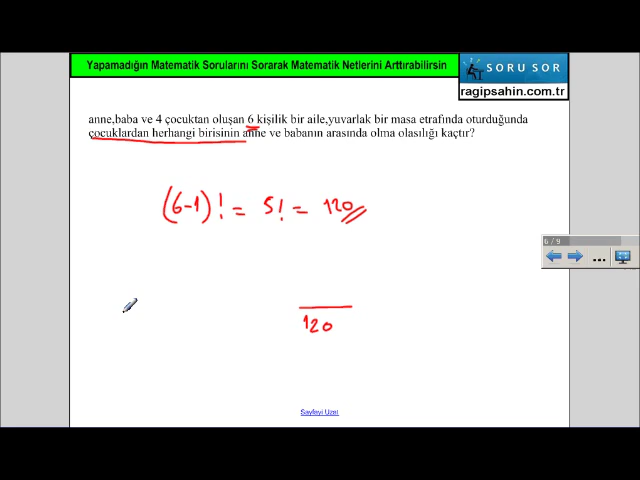 Yapamadığın Matematik Sorularını Sorarak Matematik Netlerini Arttırabilirsin
SORU SOR
ragipsahin.com.tr
anne,baba ve 4 çocuktan oluşan 6 kişilik bir aile,yuvarlak bir masa etrafında oturduğunda
çocuklardan herhangi birisinin anne ve babanın arasında olma olasılığı kaçtır?
(6-1)! = 5! = 120
6 / 9
...
120
Sayfayı Uzat